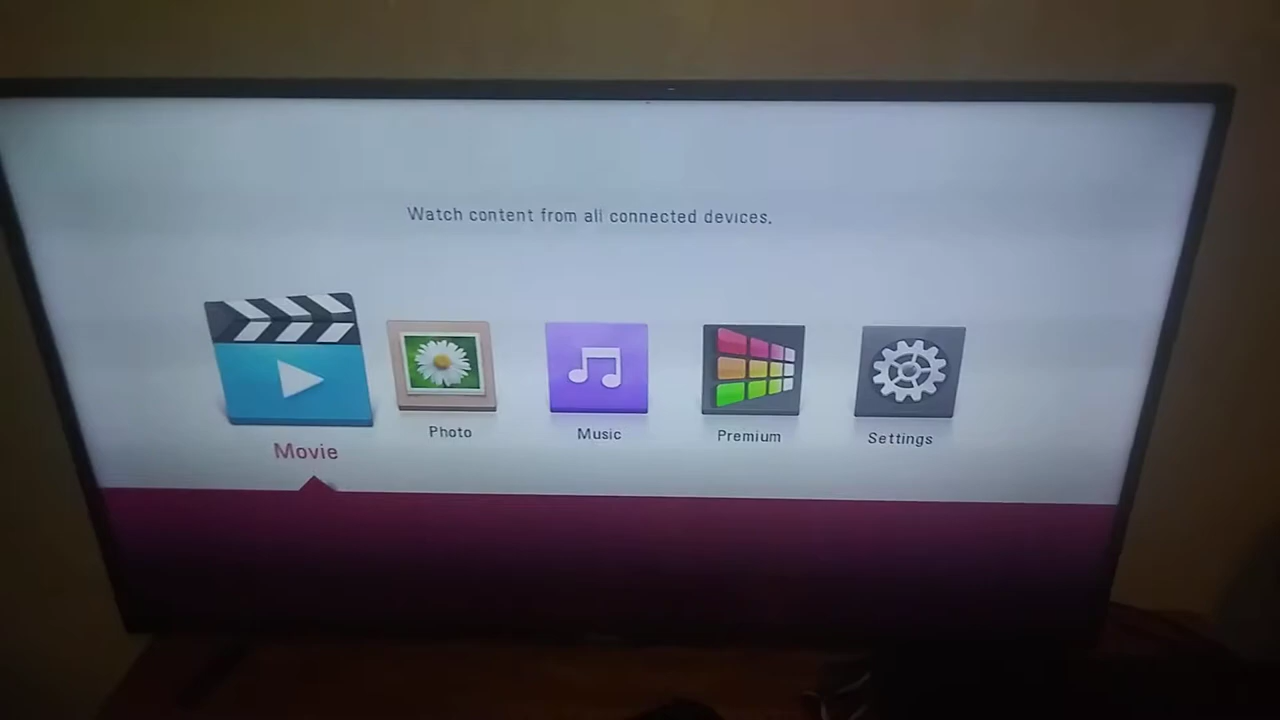 Watch content from all connected devices.
Movie
Photo
Music
Premium
Settings